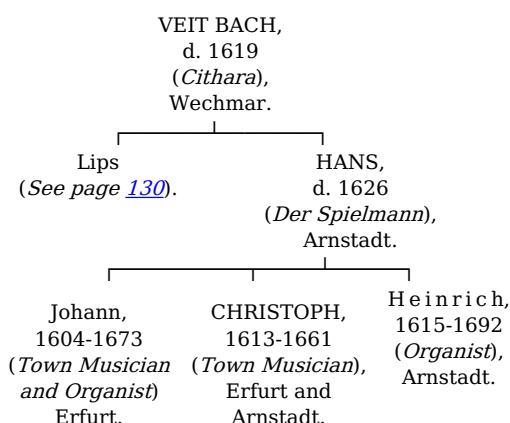 VEIT BACH,
d. 1619
(Cithara),
Wechmar.
Lips
(See page 130).
HANS,
d. 1626
(Der Spielmann),
Arnstadt.
Johann,
1604-1673
(Town Musician
and Organist)
Erfurt.
CHRISTOPH,
1613-1661
(Town Musician),
Erfurt and
Arnstadt.
Heinrich,
1615-1692
(Organist),
Arnstadt.